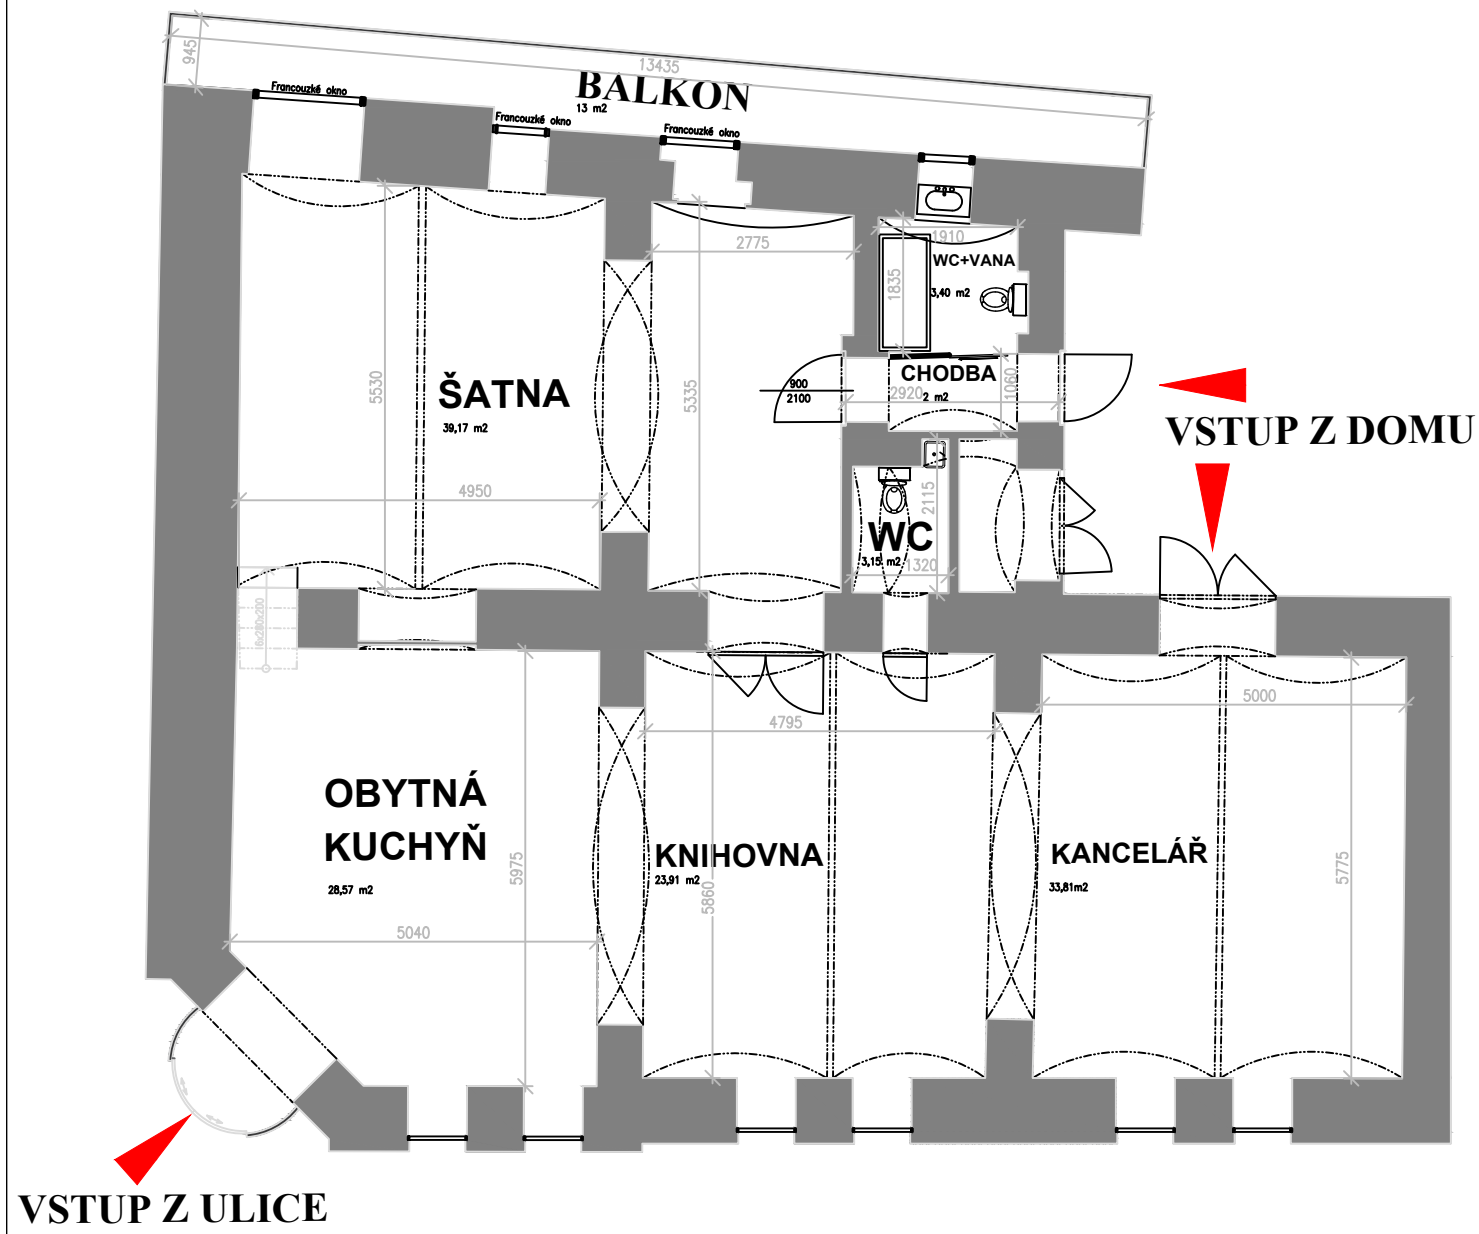 945
13435
BALKON
13 m2
Francouzké okno
Francouzké okno
Francouzké okno
2775
1910
WC+VANA
3,40 m2
1835
5530
ŠATNA
39,17 m2
5335
900
2100
CHODBA
2920
2 m2
1060
VSTUP Z DOMU
4950
2115
WC
3,15 m2
1320
16x280x200
4795
5000
OBYTNÁ
KUCHYŇ
28,57 m2
5975
KNIHOVNA
23,91 m2
5860
KANCELÁŘ
33,81m2
5775
5040
VSTUP Z ULICE